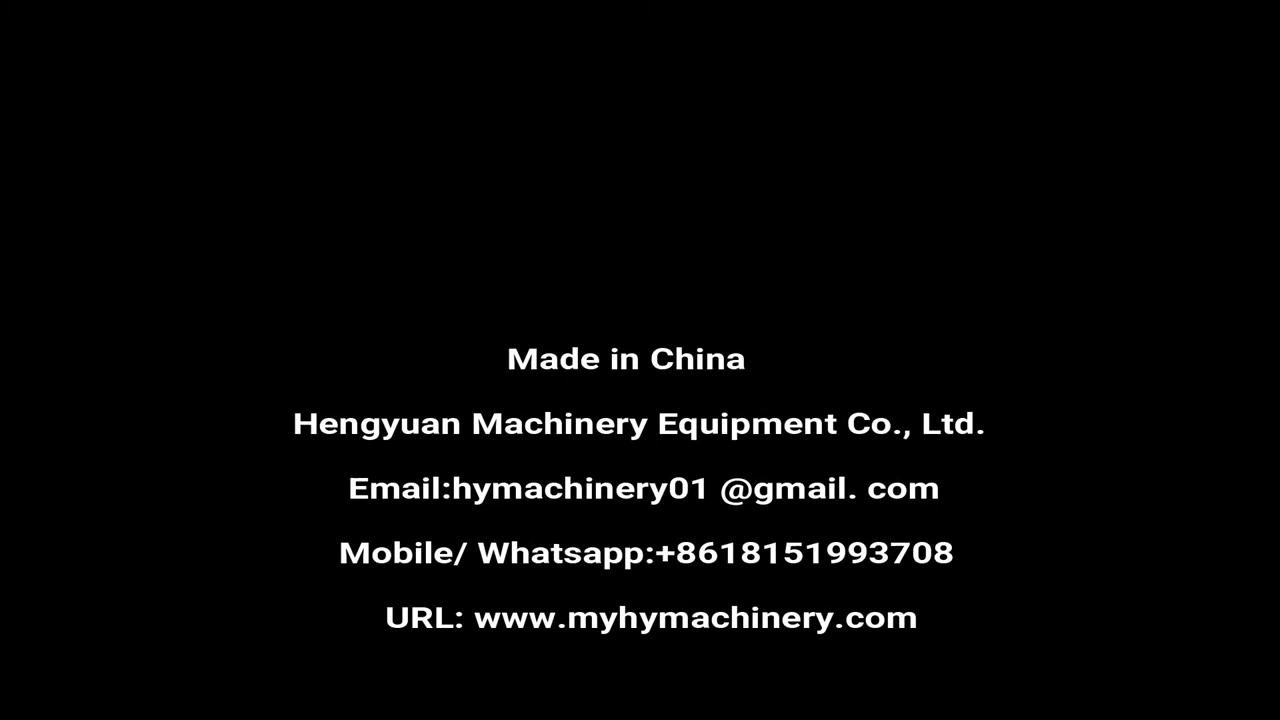 Made in China
Hengyuan Machinery Equipment Co., Ltd.
Email:hymachinery01 @gmail. com
Mobile/ Whatsapp:+8618151993708
URL: www.myhymachinery.com